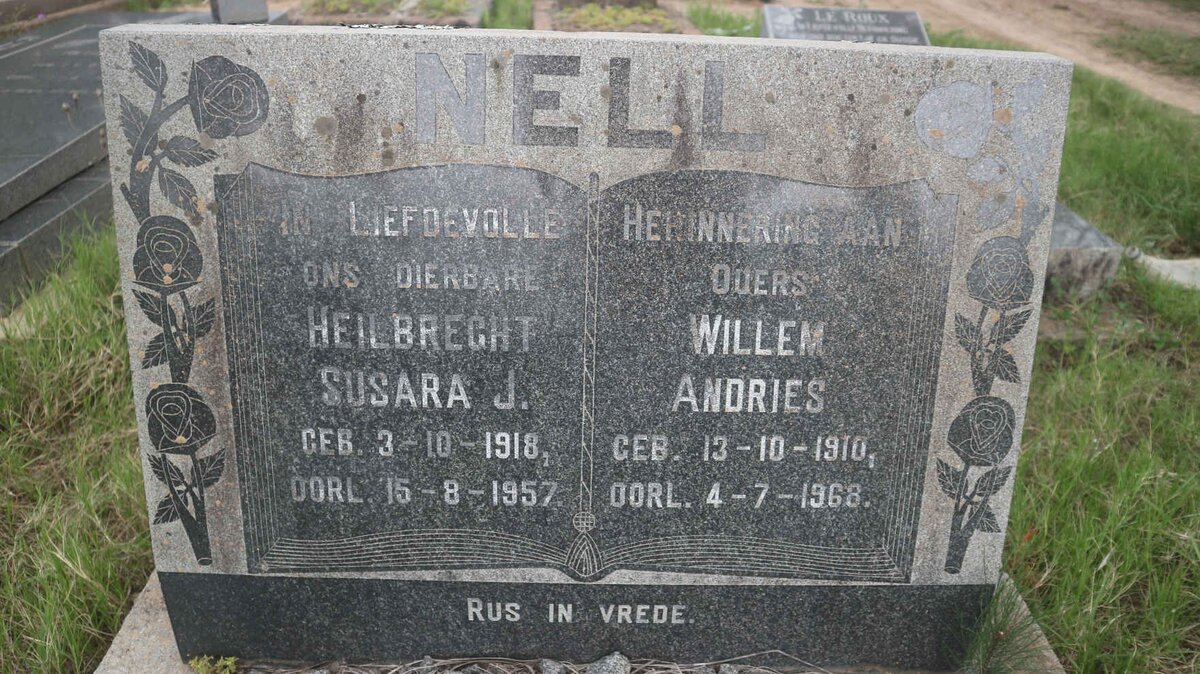 LE ROUX
NELL
IN LIEFDEVOLLE HERINNERING AAN
ONS DIERBARE OUERS
HEILBRECHT
SUSARA J.
GEB. 3-10-1918,
OORL. 15-8-1957.
WILLEM
ANDRIES
GEB. 13-10-1910,
OORL. 4-7-1968.
RUS IN VREDE.